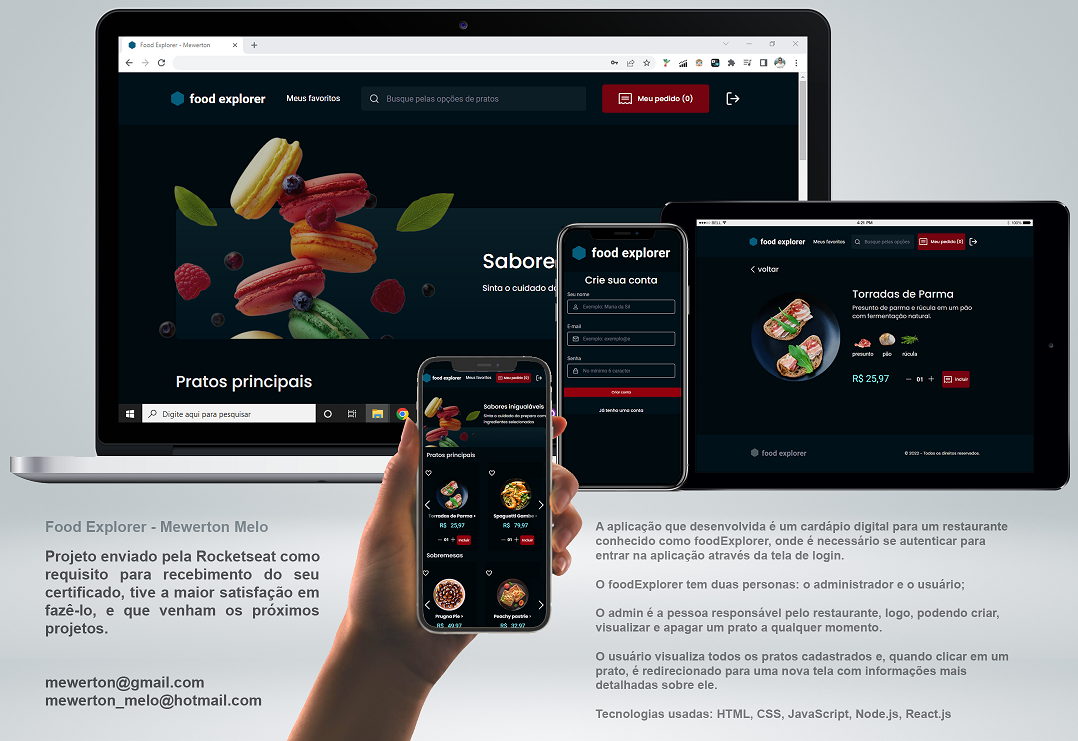 Food Explorer - Mewerton
food explorer
Meus favoritos
Busque pelas opções de pratos
Meu pedido (0)
Sabore
Sinta o cuidado do
Pratos principais
Digite aqui para pesquisar
food explorer
Crie sua conta
Seu nome
Exemplo: Maria da Sil
E-mail
Exemplo: exemplo@e
Senha
No mínimo 6 caracter
Criar conta
Já tenho uma conta
BELL
4:21 PM
100%
food explorer
Meus favoritos
Busque pelas opções
Meu pedido (0)
voltar
Torradas de Parma
Presunto de parma e rúcula em um pão
com fermentação natural.
presunto
pão
rúcula
R$ 25,97
01
incluir
food explorer
© 2022 - Todos os direitos reservados.
food explorer
Meus favoritos
Meu pedido (0)
Sabores inigualáveis
Sinta o cuidado do preparo com
ingredientes selecionados
Pratos principais
Torradas de Parma >
Spaguetti Gambe >
R$ 25,97
R$ 79,97
01
incluir
01
incluir
Sobremesas
Prugna Pie >
Peachy pastrie >
R$ 49,97
R$ 32,97
Food Explorer - Mewerton Melo
Projeto enviado pela Rocketseat como
requisito para recebimento do seu
certificado, tive a maior satisfação em
fazê-lo, e que venham os próximos
projetos.
mewerton@gmail.com
mewerton_melo@hotmail.com
A aplicação que desenvolvida é um cardápio digital para um restaurante
conhecido como foodExplorer, onde é necessário se autenticar para
entrar na aplicação através da tela de login.
O foodExplorer tem duas personas: o administrador e o usuário;
O admin é a pessoa responsável pelo restaurante, logo, podendo criar,
visualizar e apagar um prato a qualquer momento.
O usuário visualiza todos os pratos cadastrados e, quando clicar em um
prato, é redirecionado para uma nova tela com informações mais
detalhadas sobre ele.
Tecnologias usadas: HTML, CSS, JavaScript, Node.js, React.js